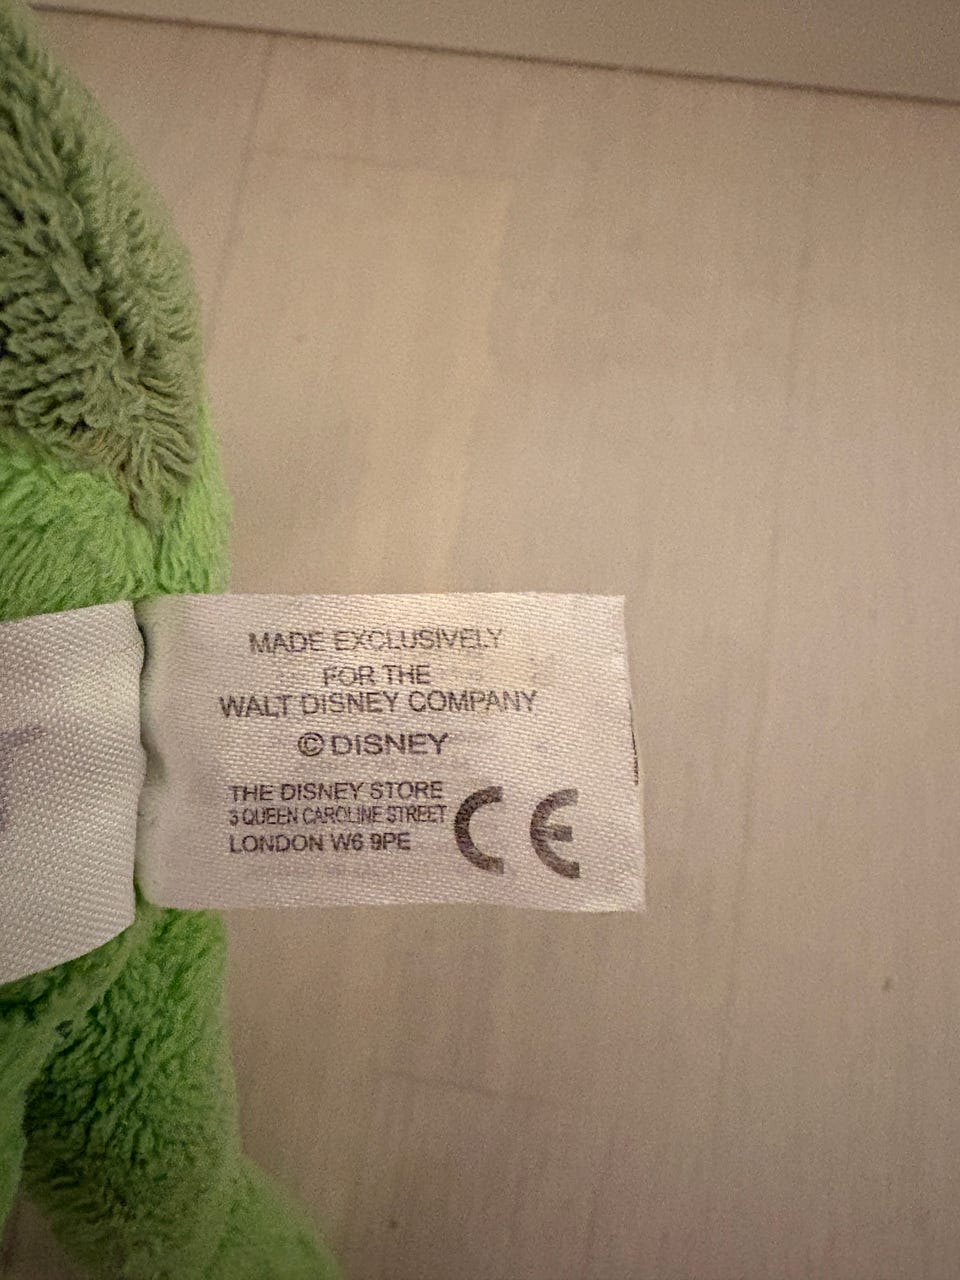 MADE EXCLUSIVELY
FOR THE
WALT DISNEY COMPANY
© DISNEY
THE DISNEY STORE
3 QUEEN CAROLINE STREET
LONDON W6 9PE
CE